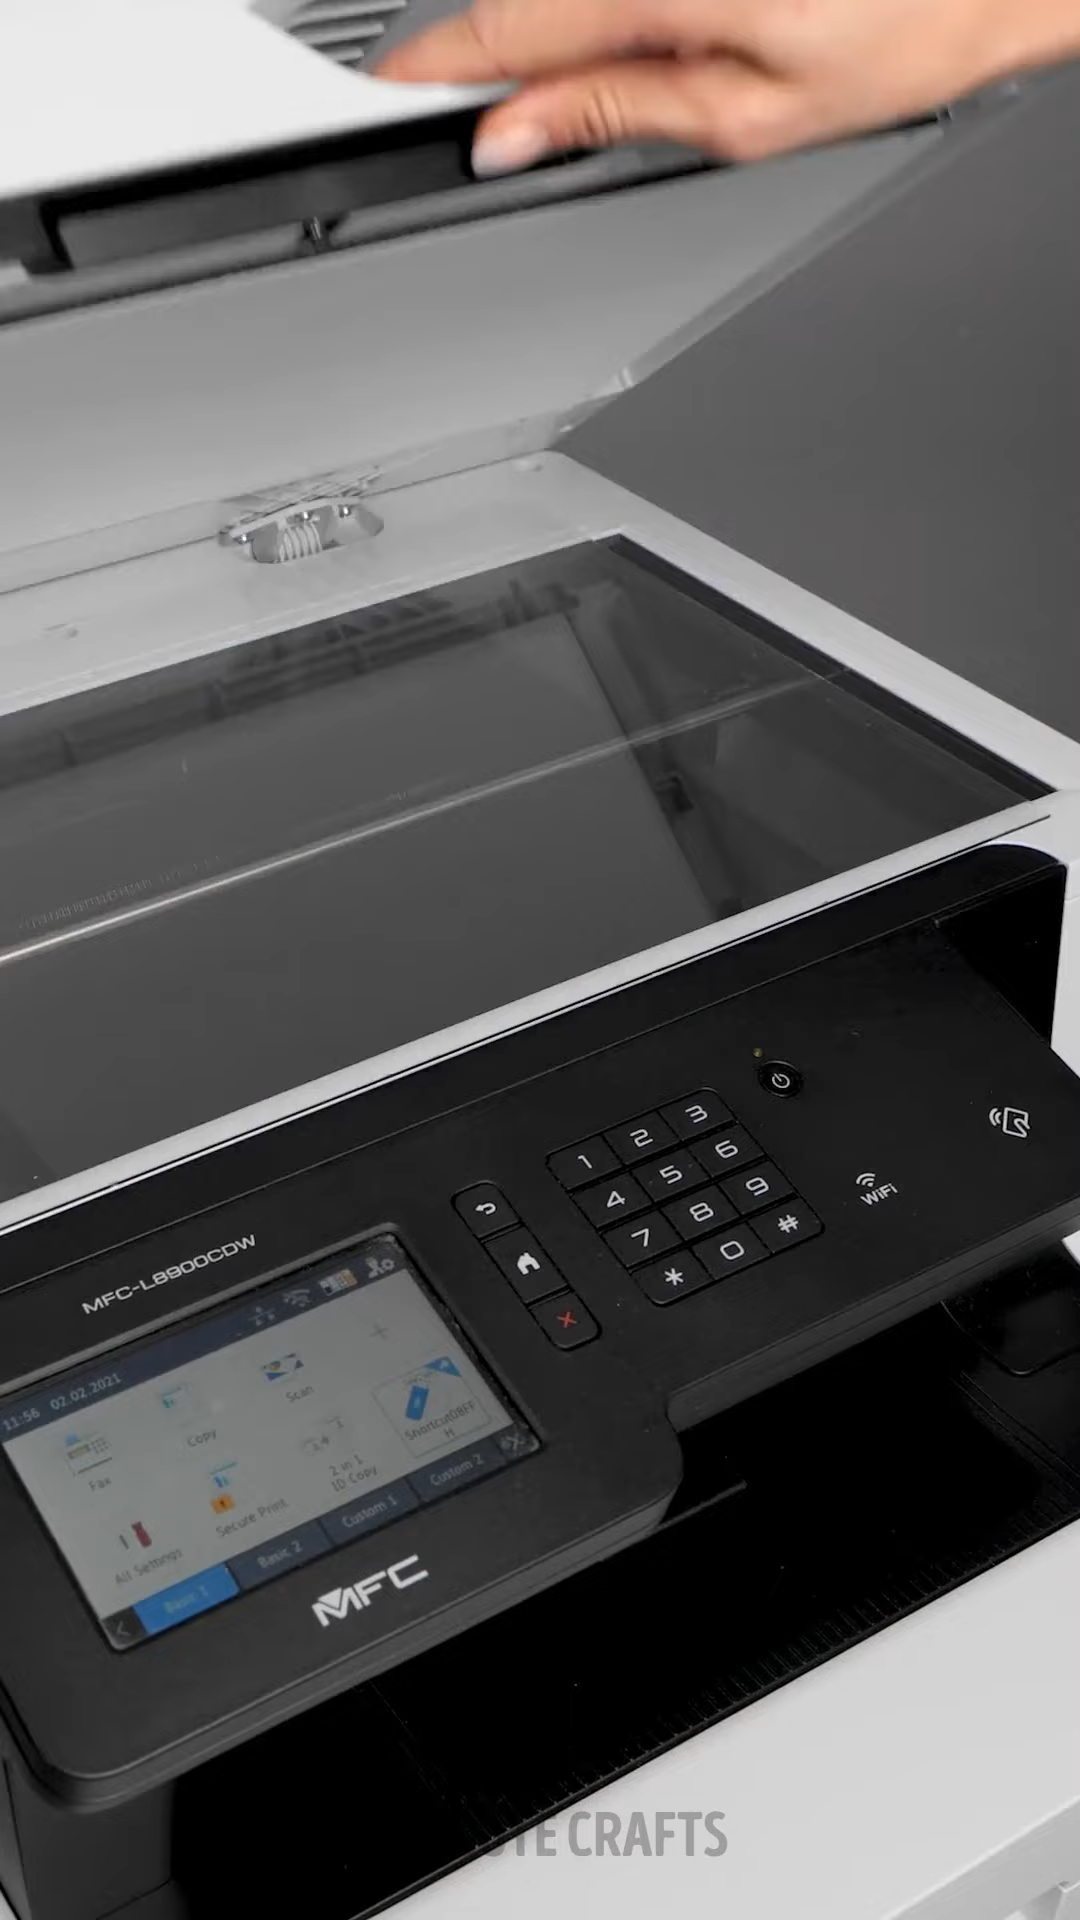 1 2 3
4 5 6
7 8 9
* 0 #
WiFi
MFC-L8900CDW
11:56 02.02.2021
Fax
Copy
Scan
All Settings
Secure Print
2 in 1
ID Copy
Basic 1
Basic 2
Custom 1
Custom 2
MFC
CRAFTS